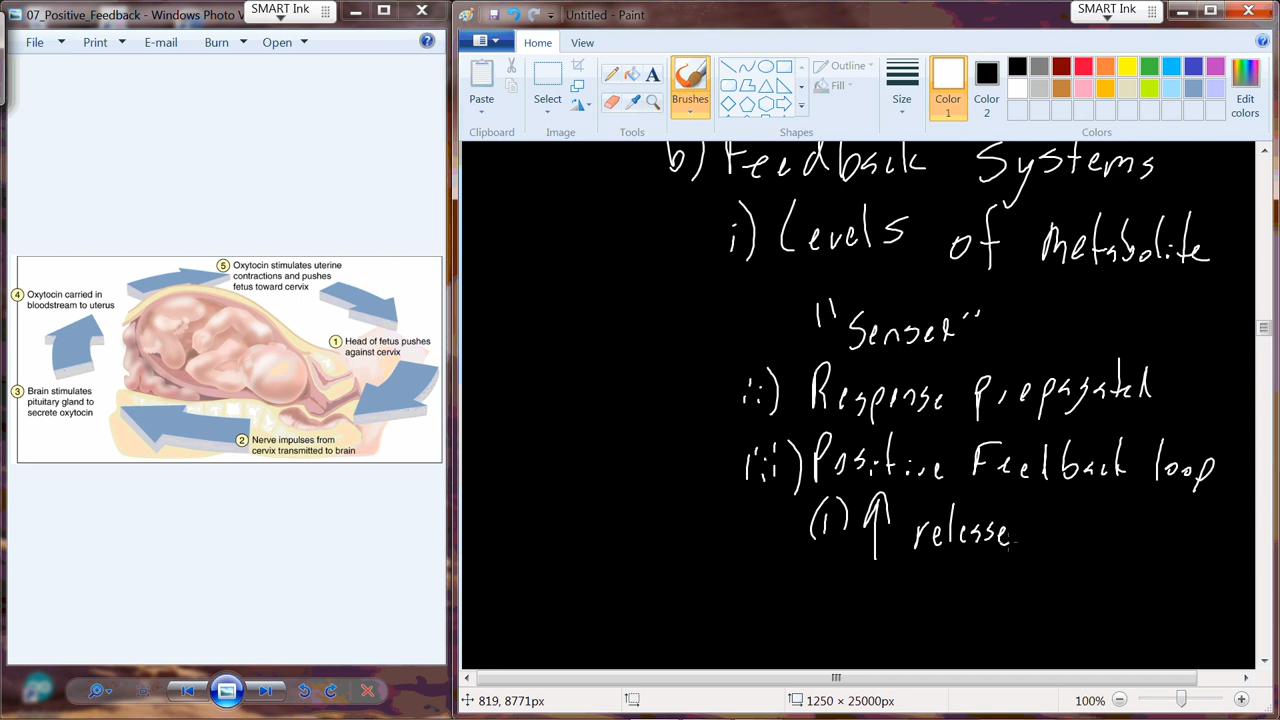 07_Positive_Feedback - Windows Photo V
SMART Ink
File Print E-mail Burn Open
5 Oxytocin stimulates uterine
contractions and pushes
fetus toward cervix
4 Oxytocin carried in
bloodstream to uterus
1 Head of fetus pushes
against cervix
3 Brain stimulates
pituitary gland to
secrete oxytocin
2 Nerve impulses from
cervix transmitted to brain
Untitled - Paint
SMART Ink
Home View
Paste
Select
A
Brushes
Outline
Fill
Size
Color
1
Color
2
Edit
colors
Clipboard Image Tools Shapes Colors
b) Feedback Systems
i) Levels of metabolite
"Senser"
ii) Response propagated
iii) Positive Feedback loop
(1) ↑ release
819, 8771px
1250 × 25000px
100%